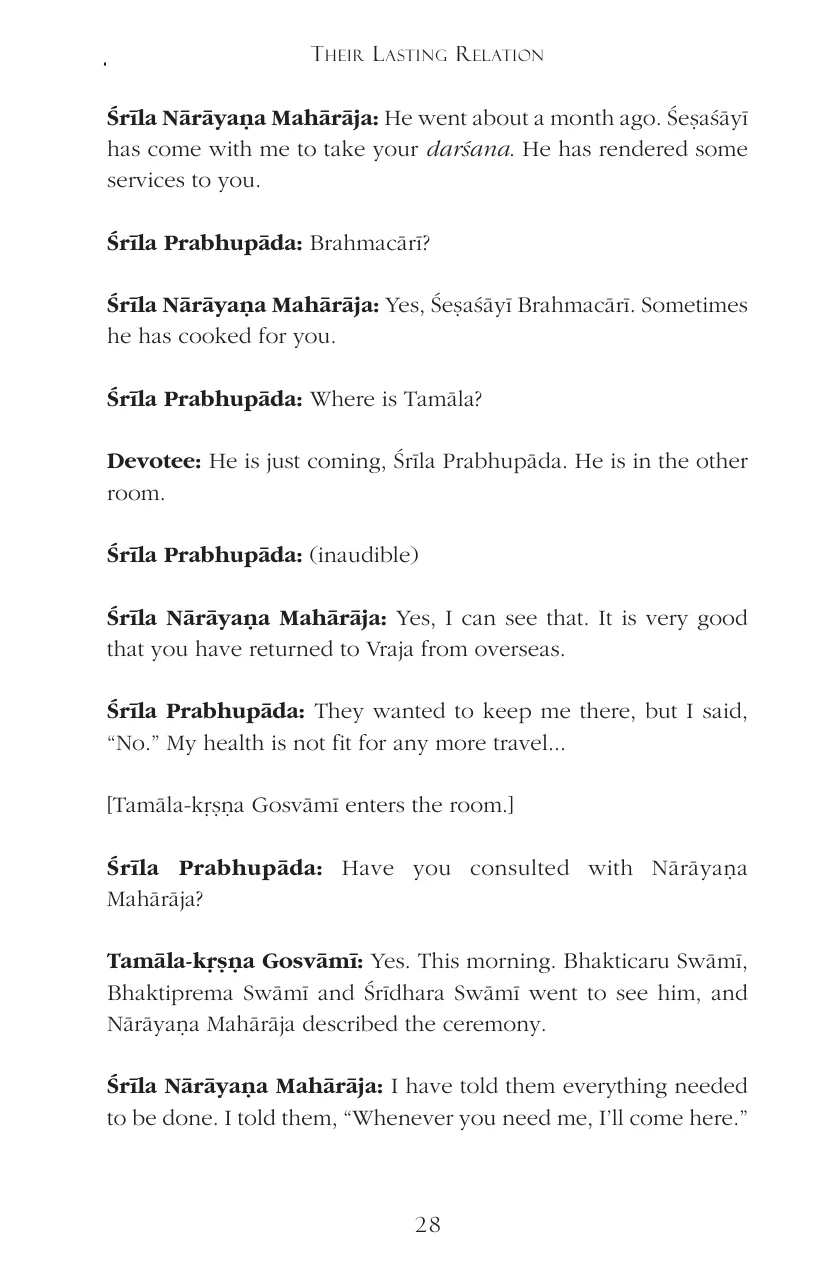 Their Lasting Relation
Śrīla Nārāyaṇa Mahārāja: He went about a month ago. Śeṣaśāyī
has come with me to take your darśana. He has rendered some
services to you.
Śrīla Prabhupāda: Brahmacārī?
Śrīla Nārāyaṇa Mahārāja: Yes, Śeṣaśāyī Brahmacārī. Sometimes
he has cooked for you.
Śrīla Prabhupāda: Where is Tamāla?
Devotee: He is just coming, Śrīla Prabhupāda. He is in the other
room.
Śrīla Prabhupāda: (inaudible)
Śrīla Nārāyaṇa Mahārāja: Yes, I can see that. It is very good
that you have returned to Vraja from overseas.
Śrīla Prabhupāda: They wanted to keep me there, but I said,
“No.” My health is not fit for any more travel...
[Tamāla-kṛṣṇa Gosvāmī enters the room.]
Śrīla Prabhupāda: Have you consulted with Nārāyaṇa
Mahārāja?
Tamāla-kṛṣṇa Gosvāmī: Yes. This morning. Bhakticaru Swāmī,
Bhaktiprema Swāmī and Śrīdhara Swāmī went to see him, and
Nārāyaṇa Mahārāja described the ceremony.
Śrīla Nārāyaṇa Mahārāja: I have told them everything needed
to be done. I told them, “Whenever you need me, I’ll come here.”
28